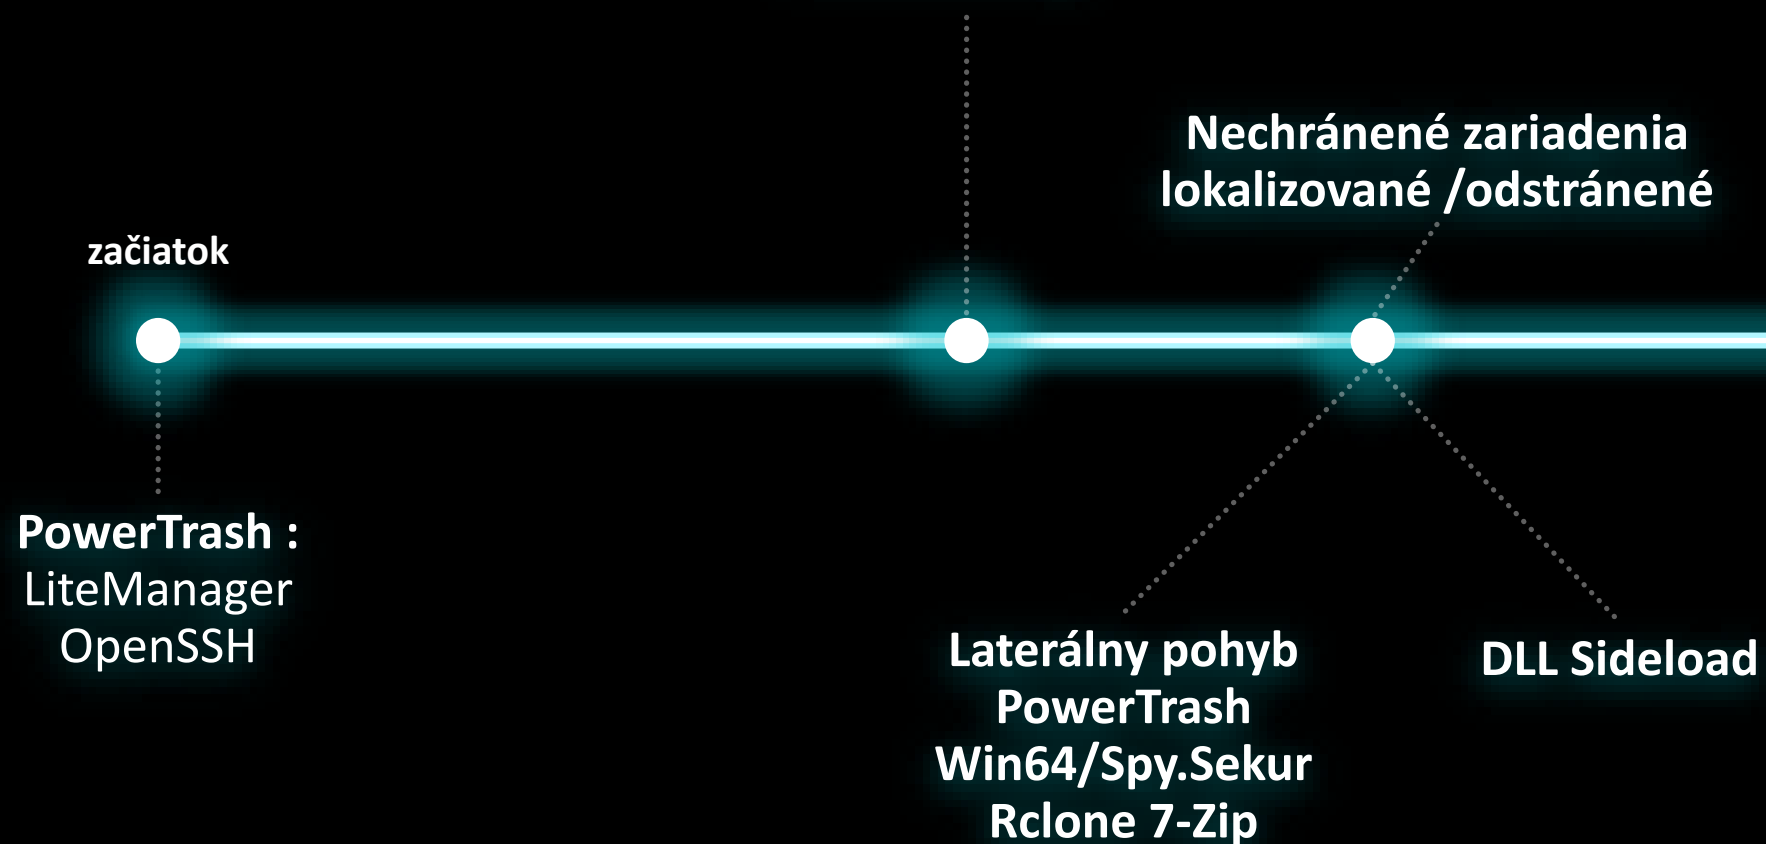 Nechránené zariadenia
lokalizované /odstránené
začiatok
PowerTrash :
LiteManager
OpenSSH
Laterálny pohyb
PowerTrash
Win64/Spy.Sekur
Rclone 7-Zip
DLL Sideload